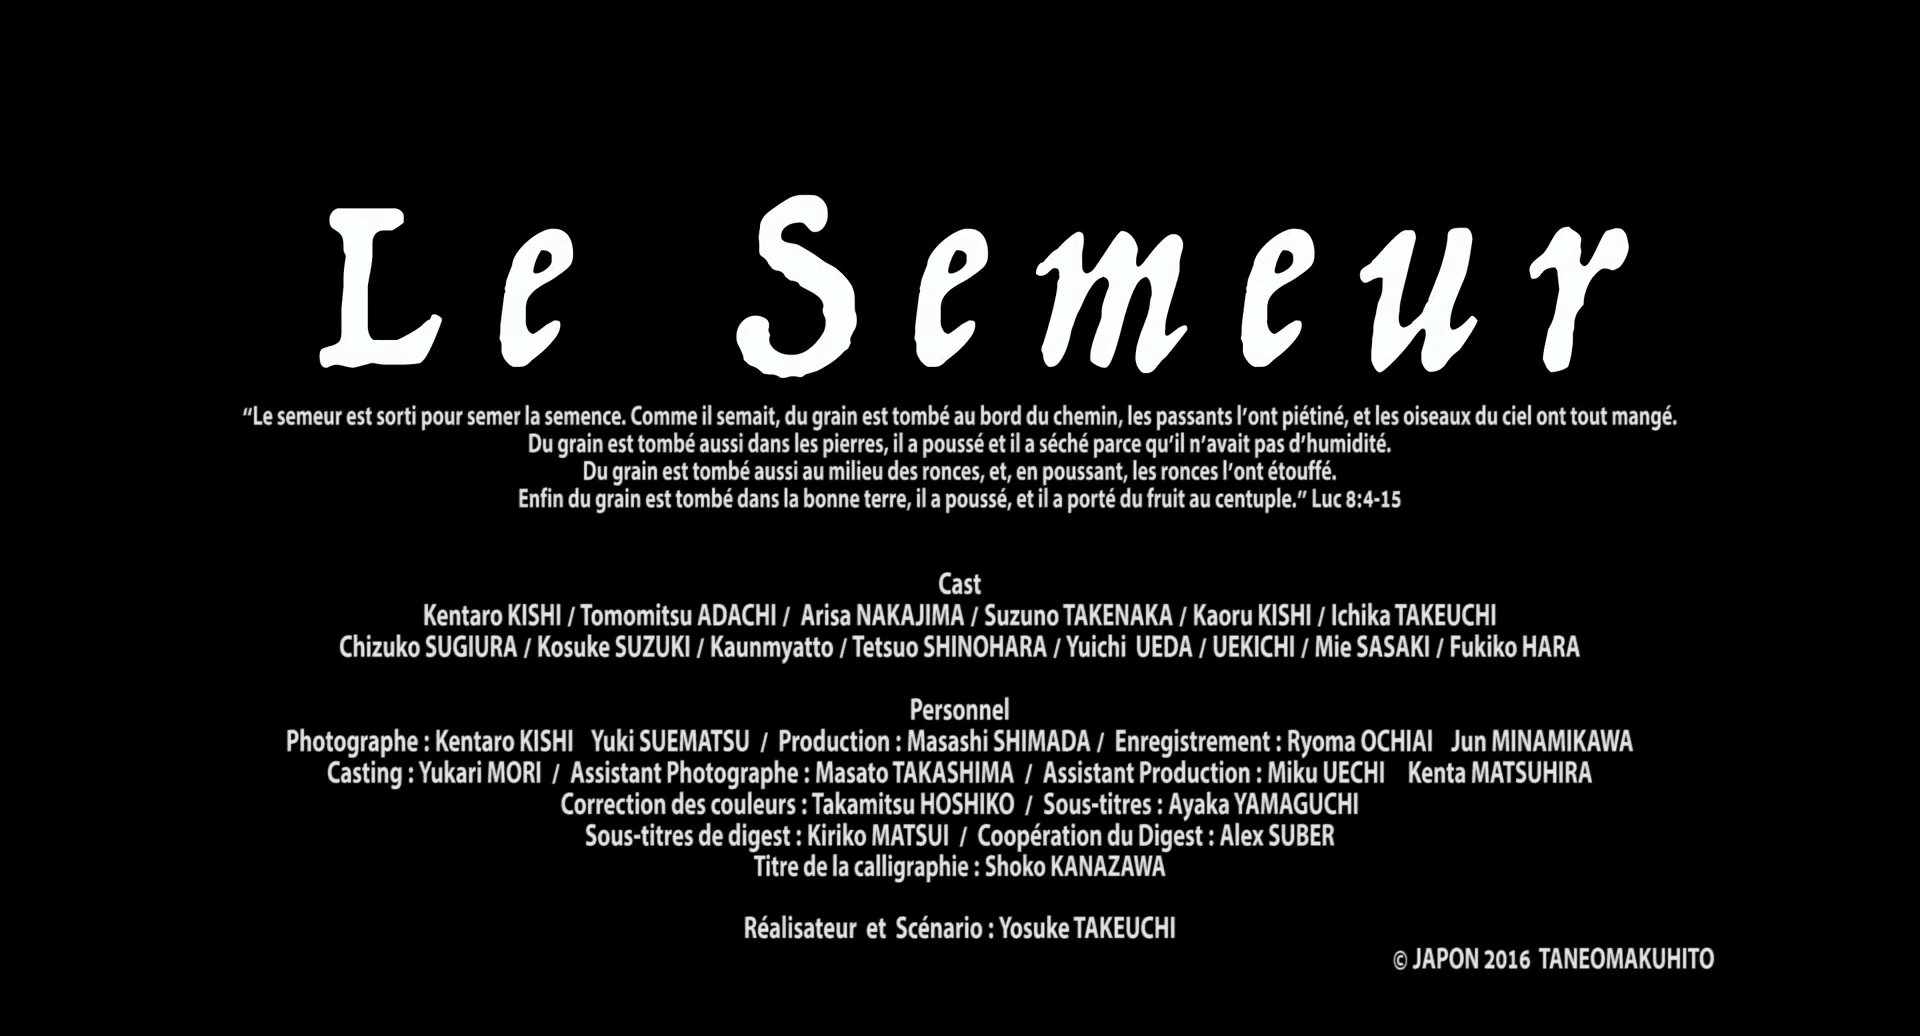 Le Semeur
“Le semeur est sorti pour semer la semence. Comme il semait, du grain est tombé au bord du chemin, les passants l’ont piétiné, et les oiseaux du ciel ont tout mangé.
Du grain est tombé aussi dans les pierres, il a poussé et il a séché parce qu’il n’avait pas d’humidité.
Du grain est tombé aussi au milieu des ronces, et, en poussant, les ronces l’ont étouffé.
Enfin du grain est tombé dans la bonne terre, il a poussé, et il a porté du fruit au centuple.” Luc 8:4-15
Cast
Kentaro KISHI / Tomomitsu ADACHI / Arisa NAKAJIMA / Suzuno TAKENAKA / Kaoru KISHI / Ichika TAKEUCHI
Chizuko SUGIURA / Kosuke SUZUKI / Kaunmyatto / Tetsuo SHINOHARA / Yuichi UEDA / UEKICHI / Mie SASAKI / Fukiko HARA
Personnel
Photographe : Kentaro KISHI Yuki SUEMATSU / Production : Masashi SHIMADA / Enregistrement : Ryoma OCHIAI Jun MINAMIKAWA
Casting : Yukari MORI / Assistant Photographe : Masato TAKASHIMA / Assistant Production : Miku UECHI Kenta MATSUHIRA
Correction des couleurs : Takamitsu HOSHIKO / Sous-titres : Ayaka YAMAGUCHI
Sous-titres de digest : Kiriko MATSUI / Coopération du Digest : Alex SUBER
Titre de la calligraphie : Shoko KANAZAWA
Réalisateur et Scénario : Yosuke TAKEUCHI
© JAPON 2016 TANEOMAKUHITO